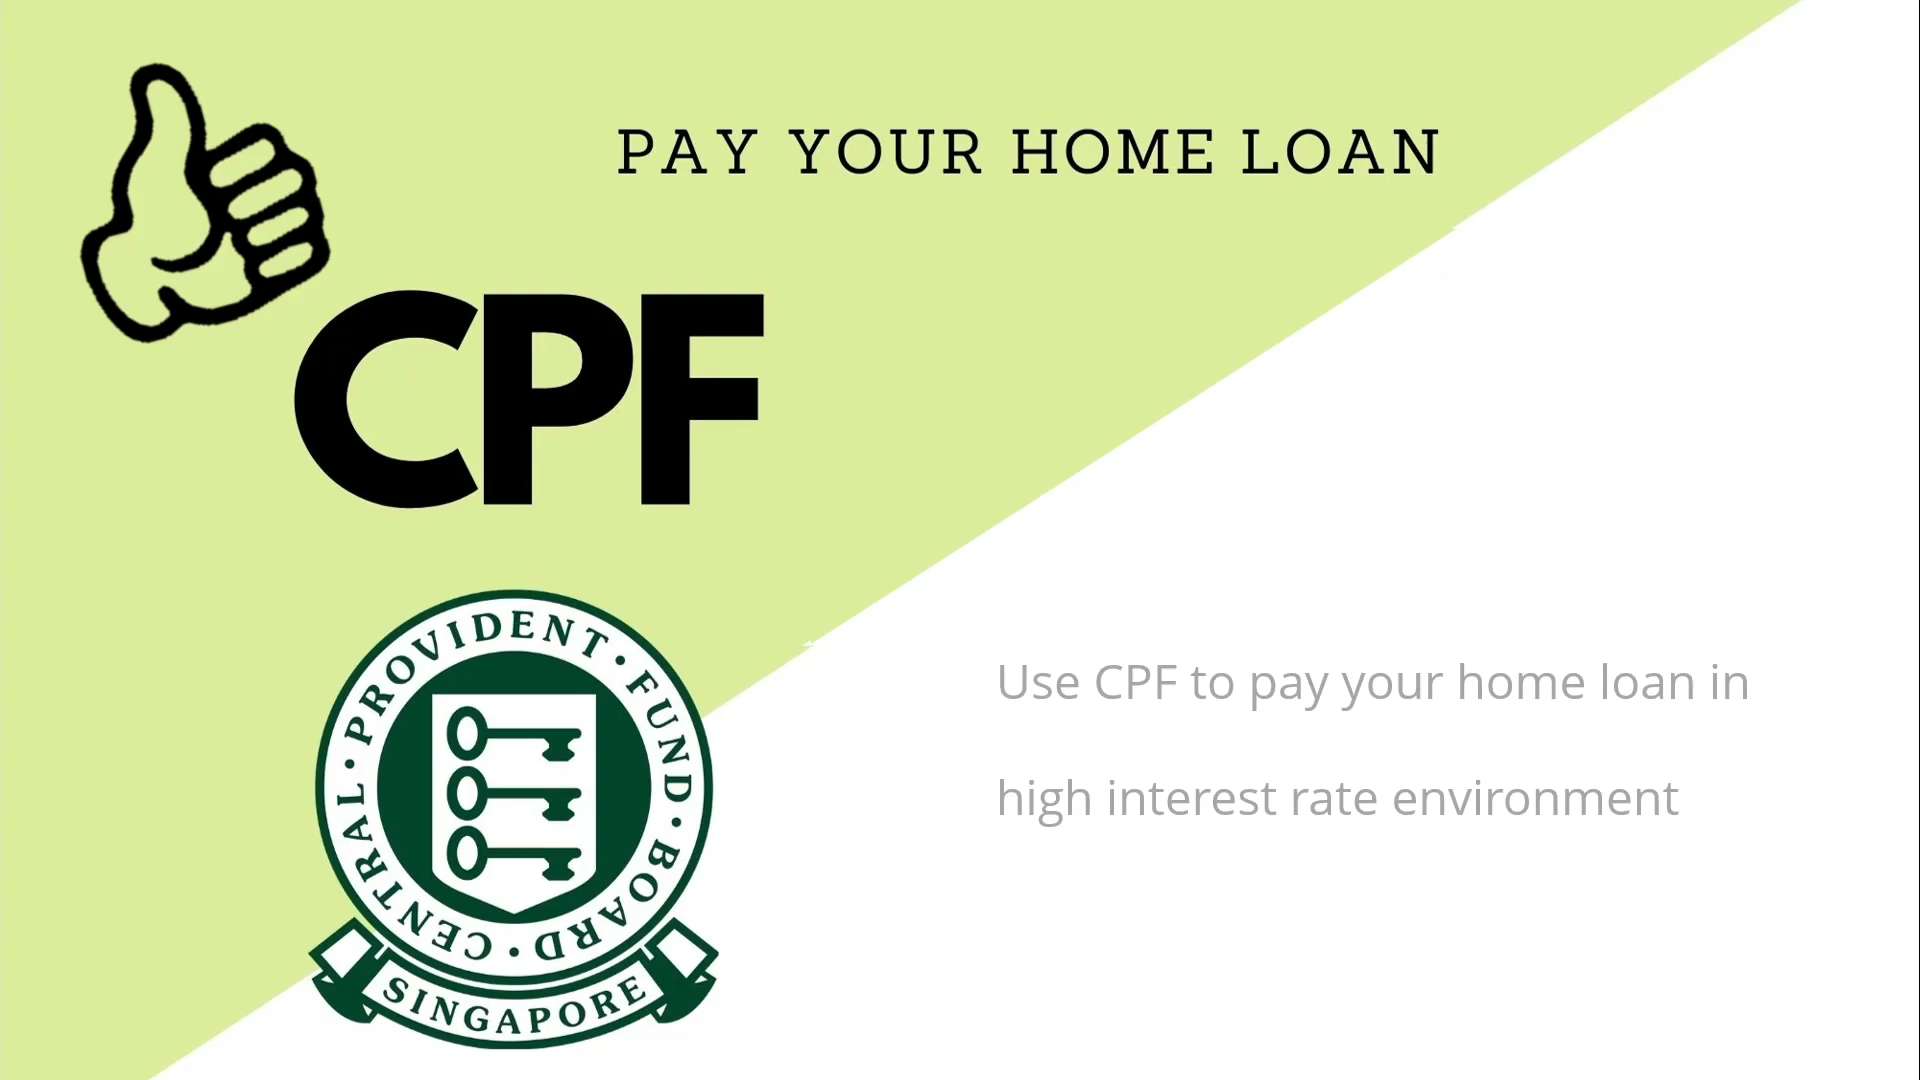 PAY YOUR HOME LOAN
CPF
CENTRAL · PROVIDENT · FUND · BOARD ·
SINGAPORE
Use CPF to pay your home loan in
high interest rate environment